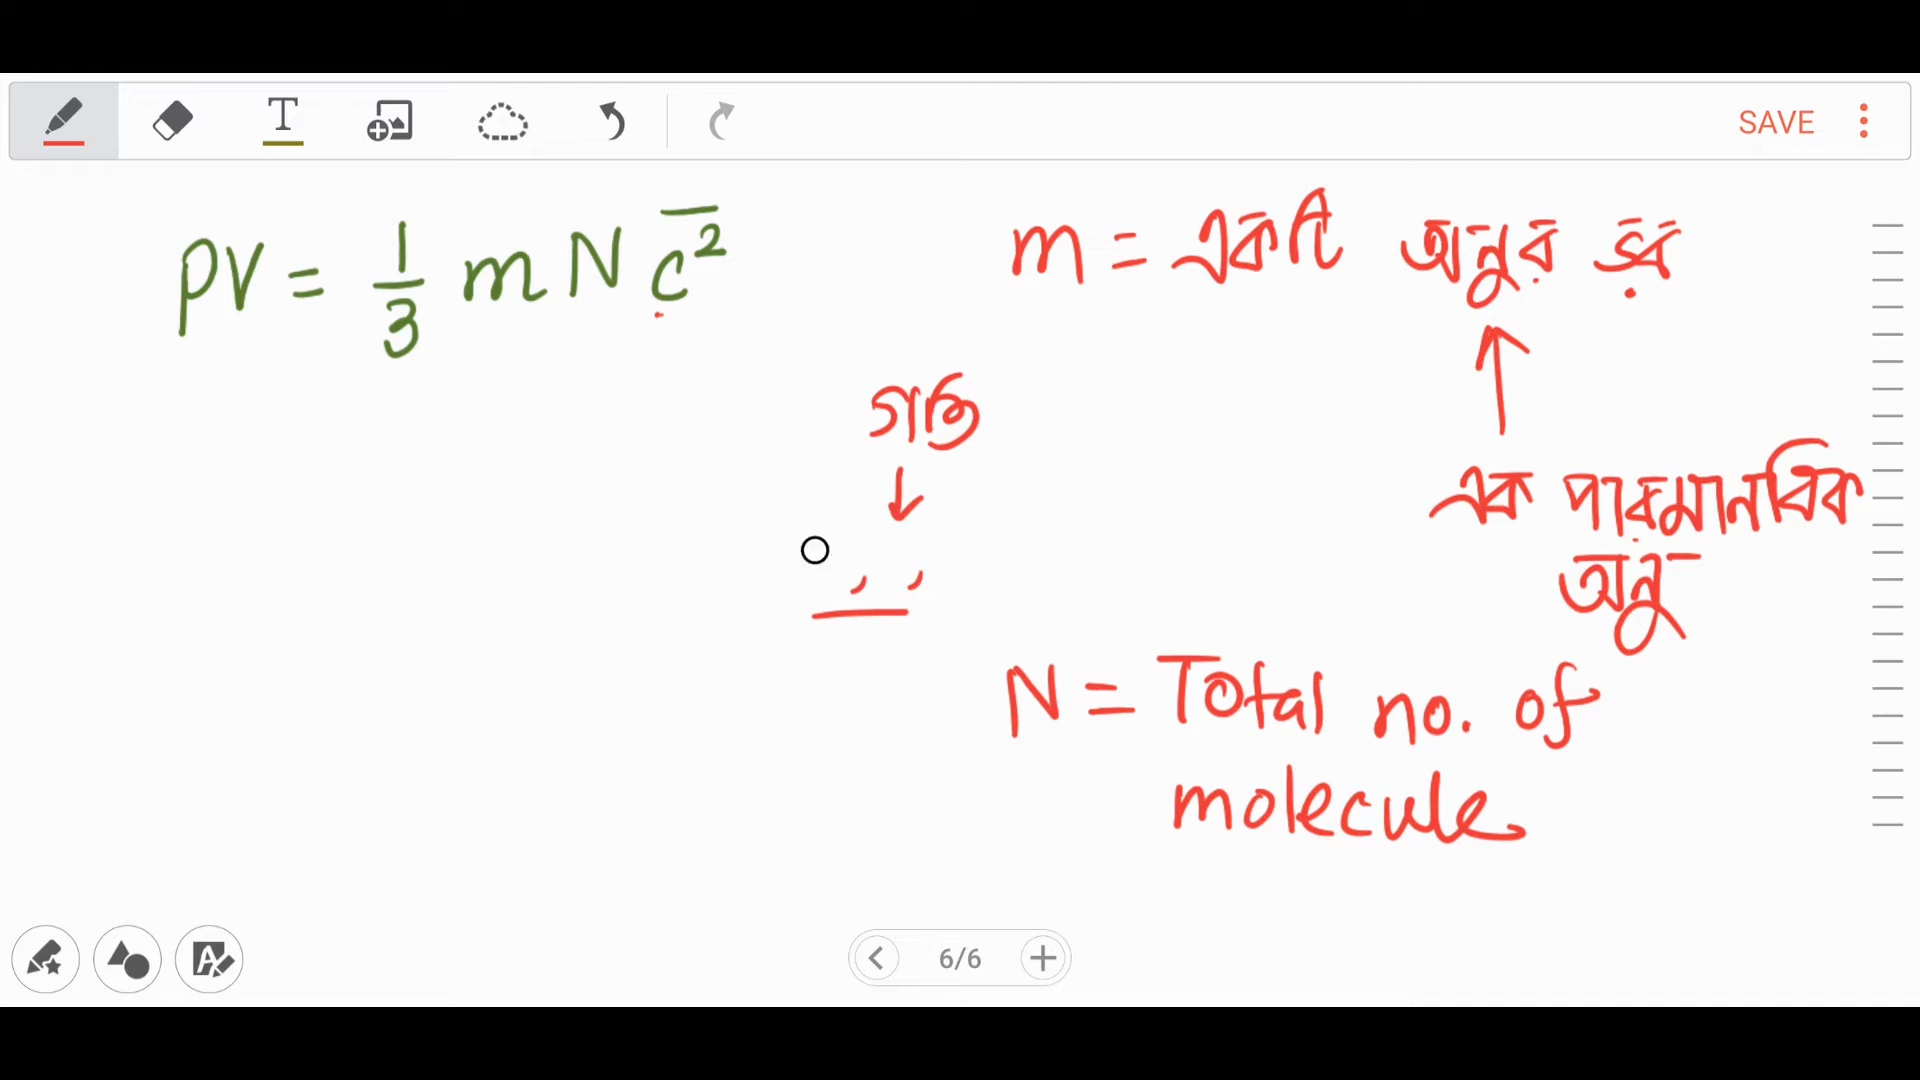 T
SAVE
PV = 1/3 m N c̅²
m = একটি অনুর ভর
গতি
এক পারমানবিক
অনু
N = Total no. of
molecule
6/6